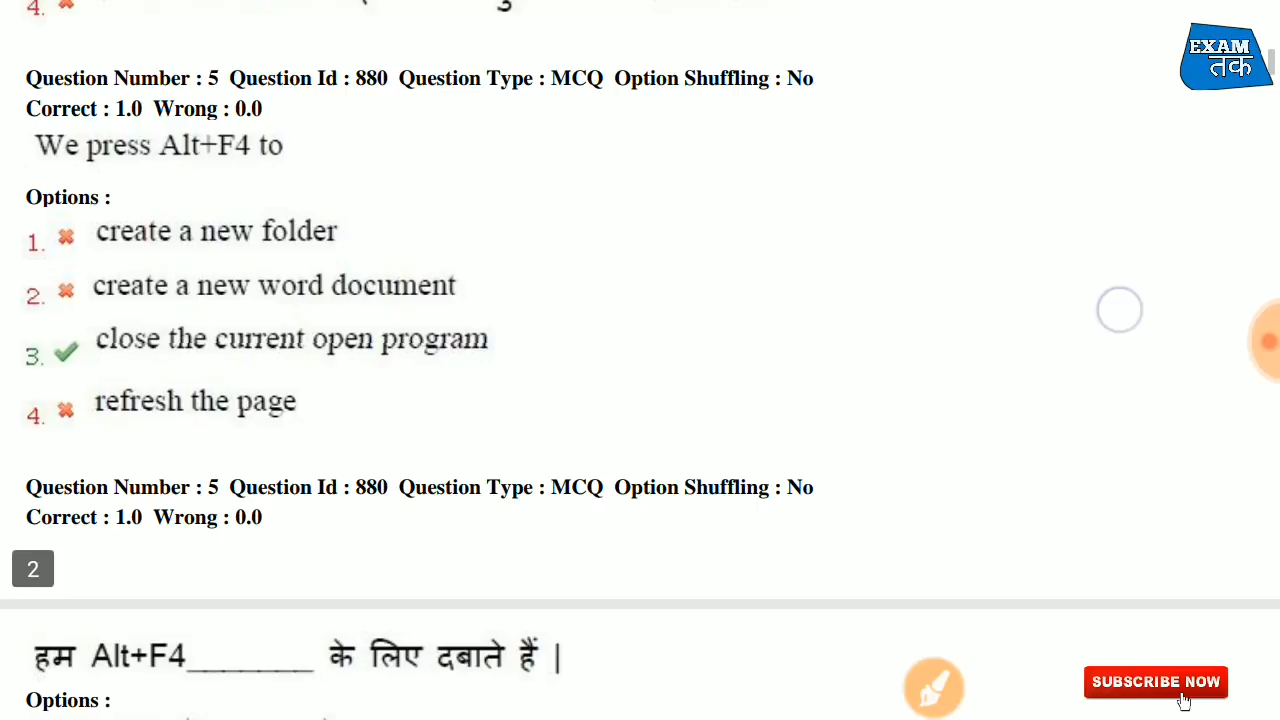 4.
EXAM
तक
Question Number : 5 Question Id : 880 Question Type : MCQ Option Shuffling : No
Correct : 1.0 Wrong : 0.0
We press Alt+F4 to
Options :
1. create a new folder
2. create a new word document
3. close the current open program
4. refresh the page
Question Number : 5 Question Id : 880 Question Type : MCQ Option Shuffling : No
Correct : 1.0 Wrong : 0.0
2
हम Alt+F4_______ के लिए दबाते हैं |
SUBSCRIBE NOW
Options :